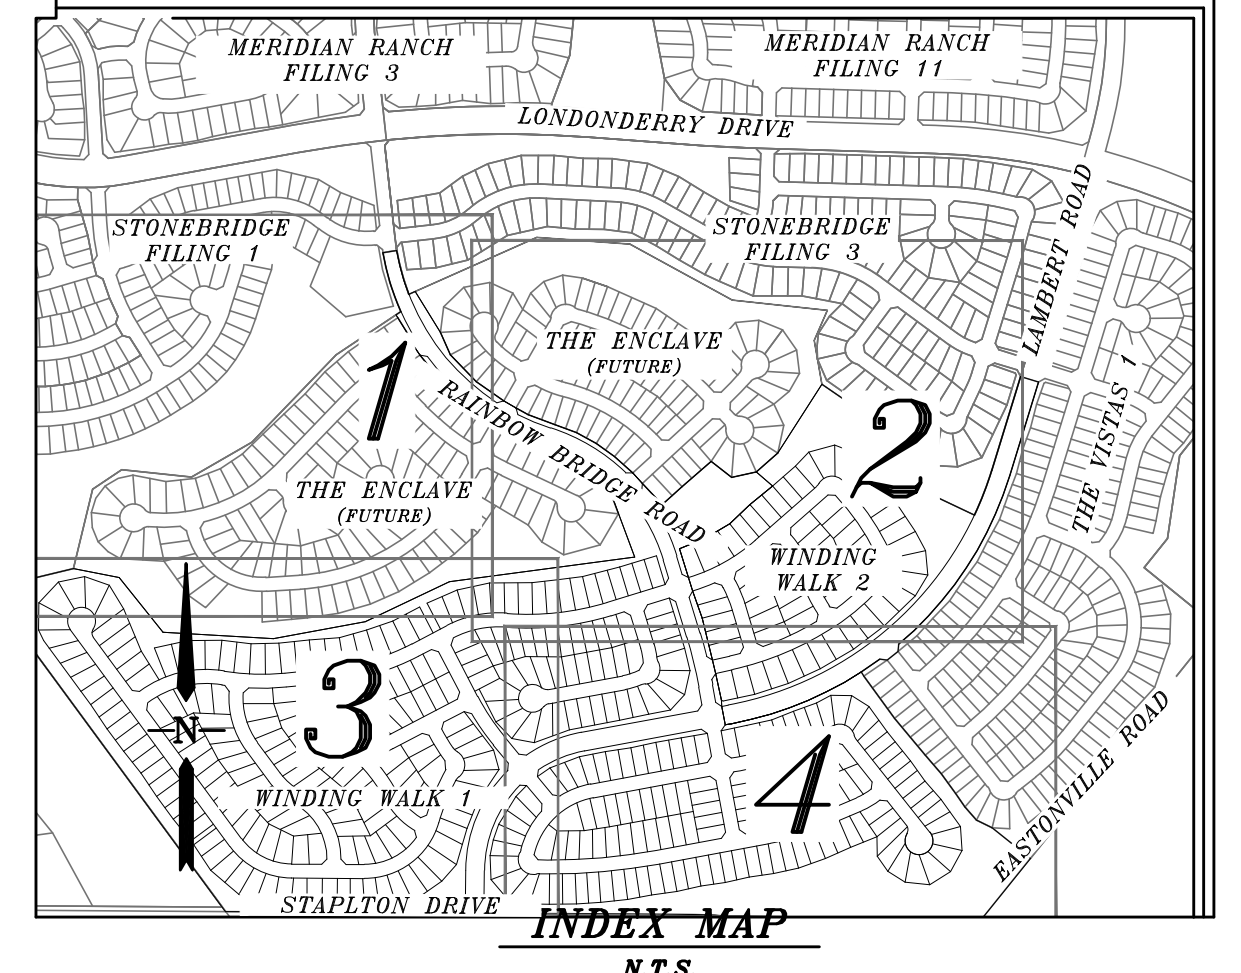 MERIDIAN RANCH
FILING 3
MERIDIAN RANCH
FILING 11
LONDONDERRY DRIVE
STONEBRIDGE
FILING 1
STONEBRIDGE
FILING 3
LAMBERT ROAD
THE ENCLAVE
(FUTURE)
1
RAINBOW BRIDGE ROAD
2
THE VISTAS 1
THE ENCLAVE
(FUTURE)
WINDING
WALK 2
3
N
4
EASTONVILLE ROAD
WINDING WALK 1
STAPLTON DRIVE
INDEX MAP
N.T.S.